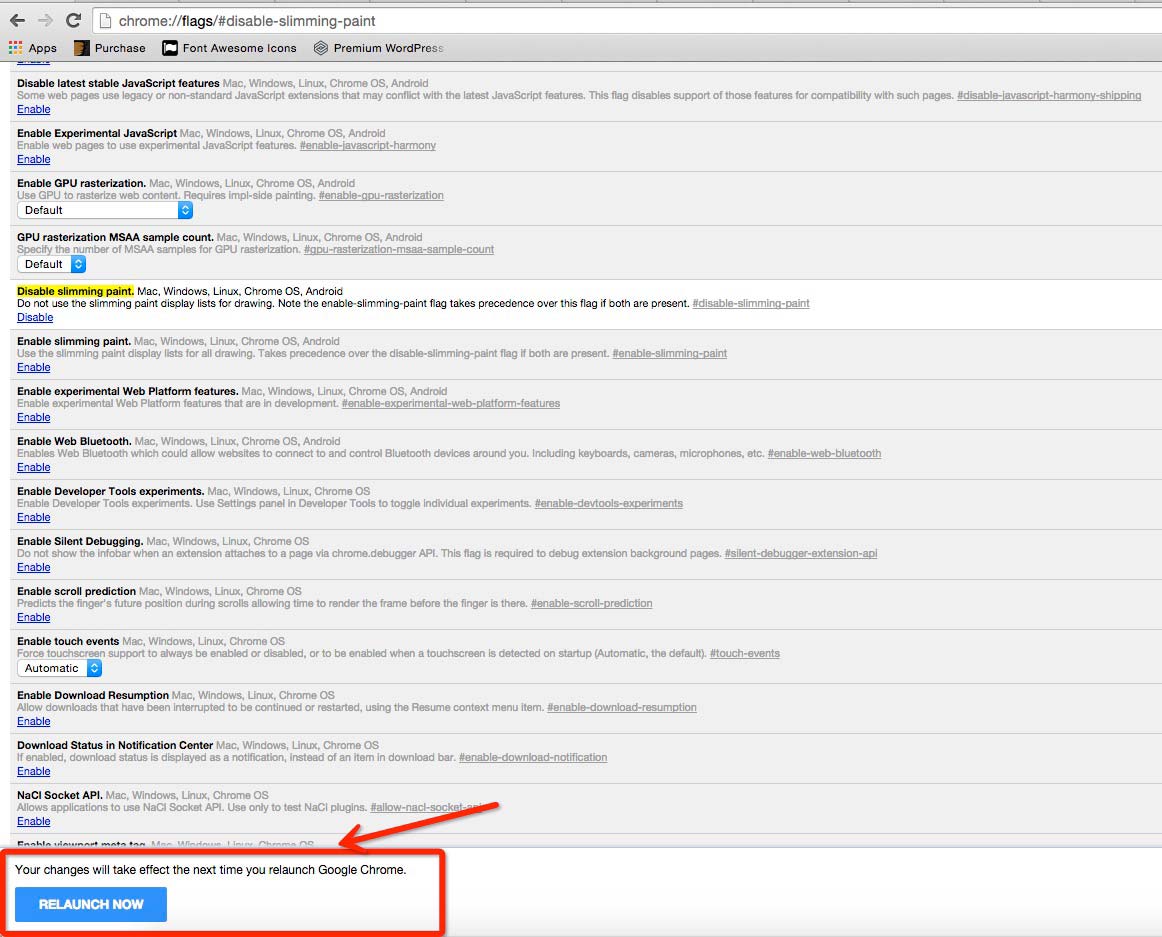 chrome://flags/#disable-slimming-paint
Apps Purchase Font Awesome Icons Premium WordPress
Enable
Disable latest stable JavaScript features Mac, Windows, Linux, Chrome OS, Android
Some web pages use legacy or non-standard JavaScript extensions that may conflict with the latest JavaScript features. This flag disables support of those features for compatibility with such pages. #disable-javascript-harmony-shipping
Enable
Enable Experimental JavaScript Mac, Windows, Linux, Chrome OS, Android
Enable web pages to use experimental JavaScript features. #enable-javascript-harmony
Enable
Enable GPU rasterization. Mac, Windows, Linux, Chrome OS, Android
Use GPU to rasterize web content. Requires impl-side painting. #enable-gpu-rasterization
Default
GPU rasterization MSAA sample count. Mac, Windows, Linux, Chrome OS, Android
Specify the number of MSAA samples for GPU rasterization. #gpu-rasterization-msaa-sample-count
Default
Disable slimming paint. Mac, Windows, Linux, Chrome OS, Android
Do not use the slimming paint display lists for drawing. Note the enable-slimming-paint flag takes precedence over this flag if both are present. #disable-slimming-paint
Disable
Enable slimming paint. Mac, Windows, Linux, Chrome OS, Android
Use the slimming paint display lists for all drawing. Takes precedence over the disable-slimming-paint flag if both are present. #enable-slimming-paint
Enable
Enable experimental Web Platform features. Mac, Windows, Linux, Chrome OS, Android
Enable experimental Web Platform features that are in development. #enable-experimental-web-platform-features
Enable
Enable Web Bluetooth. Mac, Windows, Linux, Chrome OS, Android
Enables Web Bluetooth which could allow websites to connect to and control Bluetooth devices around you. Including keyboards, cameras, microphones, etc. #enable-web-bluetooth
Enable
Enable Developer Tools experiments. Mac, Windows, Linux, Chrome OS
Enable Developer Tools experiments. Use Settings panel in Developer Tools to toggle individual experiments. #enable-devtools-experiments
Enable
Enable Silent Debugging. Mac, Windows, Linux, Chrome OS
Do not show the infobar when an extension attaches to a page via chrome.debugger API. This flag is required to debug extension background pages. #silent-debugger-extension-api
Enable
Enable scroll prediction Mac, Windows, Linux, Chrome OS
Predicts the finger's future position during scrolls allowing time to render the frame before the finger is there. #enable-scroll-prediction
Enable
Enable touch events Mac, Windows, Linux, Chrome OS
Force touchscreen support to always be enabled or disabled, or to be enabled when a touchscreen is detected on startup (Automatic, the default). #touch-events
Automatic
Enable Download Resumption Mac, Windows, Linux, Chrome OS
Allow downloads that have been interrupted to be continued or restarted, using the Resume context menu item. #enable-download-resumption
Enable
Download Status in Notification Center Mac, Windows, Linux, Chrome OS
If enabled, download status is displayed as a notification, instead of an item in download bar. #enable-download-notification
Enable
NaCl Socket API. Mac, Windows, Linux, Chrome OS
Allows applications to use NaCl Socket API. Use only to test NaCl plugins. #allow-nacl-socket-api
Enable
Enable viewport meta tag. Mac, Windows, Linux, Chrome OS
Your changes will take effect the next time you relaunch Google Chrome.
RELAUNCH NOW